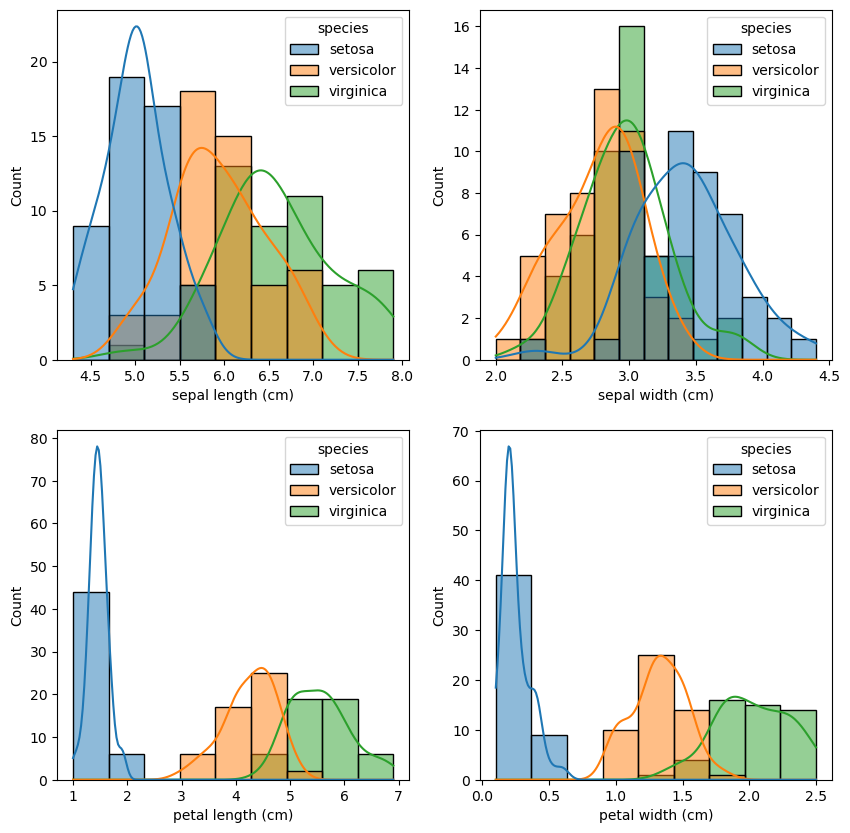 species
setosa
versicolor
virginica
Count
20
15
10
5
0
4.5 5.0 5.5 6.0 6.5 7.0 7.5 8.0
sepal length (cm)
species
setosa
versicolor
virginica
Count
16
14
12
10
8
6
4
2
0
2.0 2.5 3.0 3.5 4.0 4.5
sepal width (cm)
species
setosa
versicolor
virginica
Count
80
70
60
50
40
30
20
10
0
1 2 3 4 5 6 7
petal length (cm)
species
setosa
versicolor
virginica
Count
70
60
50
40
30
20
10
0
0.0 0.5 1.0 1.5 2.0 2.5
petal width (cm)